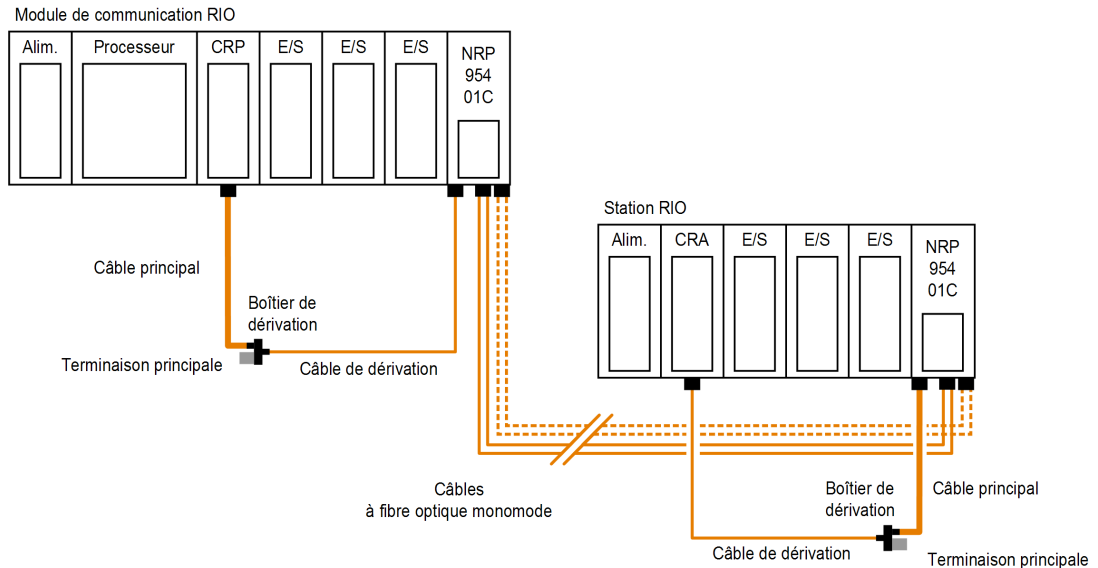 Module de communication RIO
Alim.
Processeur
CRP
E/S
E/S
E/S
NRP
954
01C
Câble principal
Boîtier de
dérivation
Terminaison principale
Câble de dérivation
Station RIO
Alim.
CRA
E/S
E/S
E/S
NRP
954
01C
Câbles
à fibre optique monomode
Boîtier de
dérivation
Câble principal
Câble de dérivation
Terminaison principale